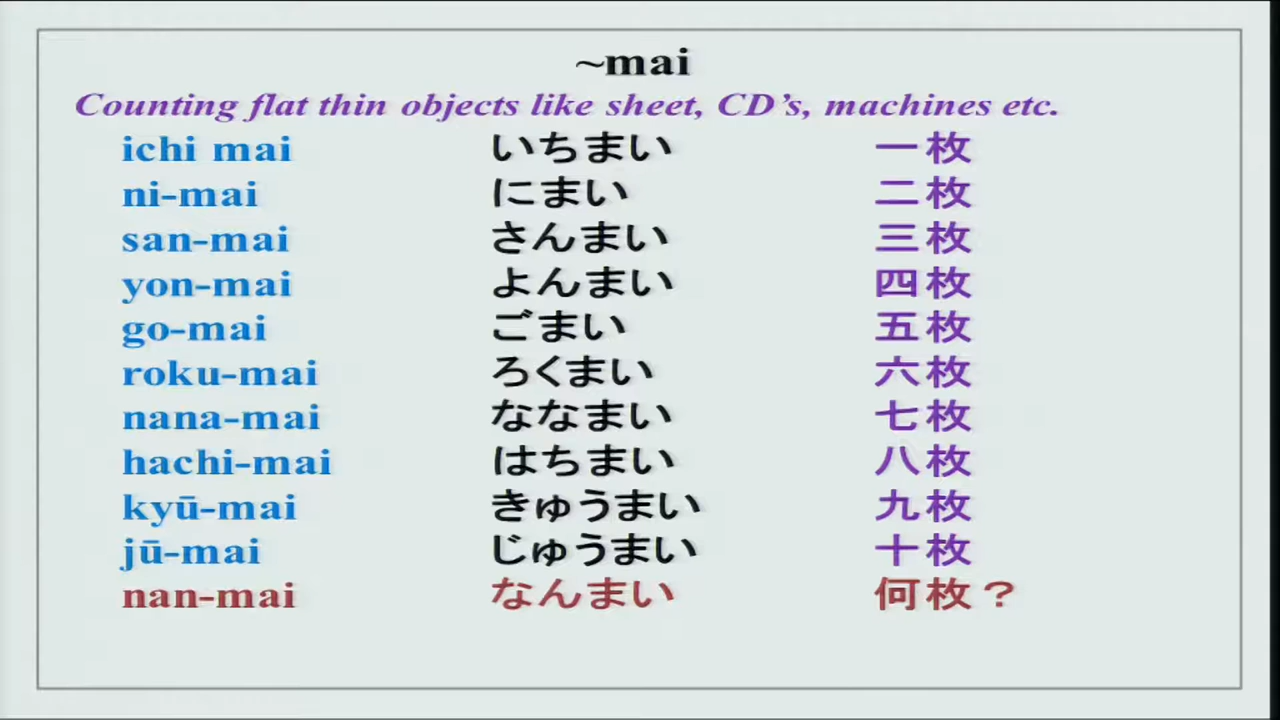 ~mai
Counting flat thin objects like sheet, CD’s, machines etc.
ichi mai いちまい 一枚
ni-mai にまい 二枚
san-mai さんまい 三枚
yon-mai よんまい 四枚
go-mai ごまい 五枚
roku-mai ろくまい 六枚
nana-mai ななまい 七枚
hachi-mai はちまい 八枚
kyū-mai きゅうまい 九枚
jū-mai じゅうまい 十枚
nan-mai なんまい 何枚？